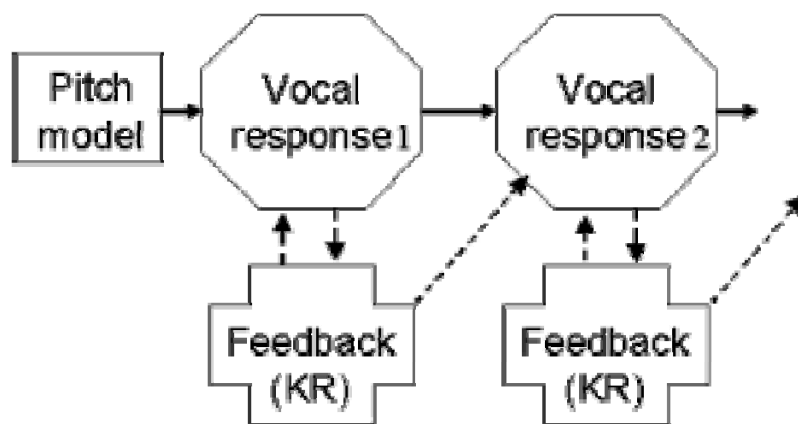 Pitch
model
Vocal
response1
Vocal
response2
Feedback
(KR)
Feedback
(KR)